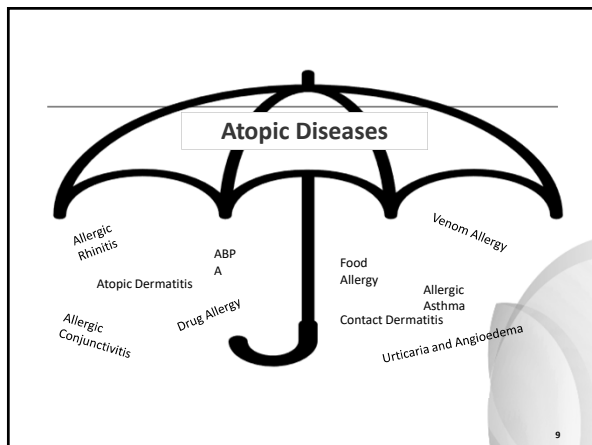 Atopic Diseases
Allergic
Rhinitis
Venom Allergy
ABP
A
Food
Allergy
Atopic Dermatitis
Allergic
Asthma
Drug Allergy
Allergic
Conjunctivitis
Contact Dermatitis
Urticaria and Angioedema
9